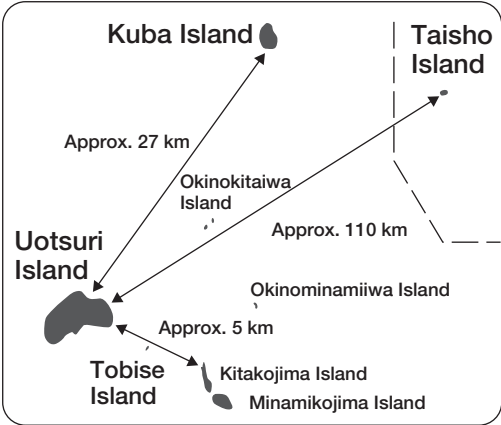 Kuba Island
Taisho
Island
Approx. 27 km
Okinokitaiwa
Island
Approx. 110 km
Uotsuri
Island
Okinominamiiwa Island
Approx. 5 km
Tobise
Island
Kitakojima Island
Minamikojima Island